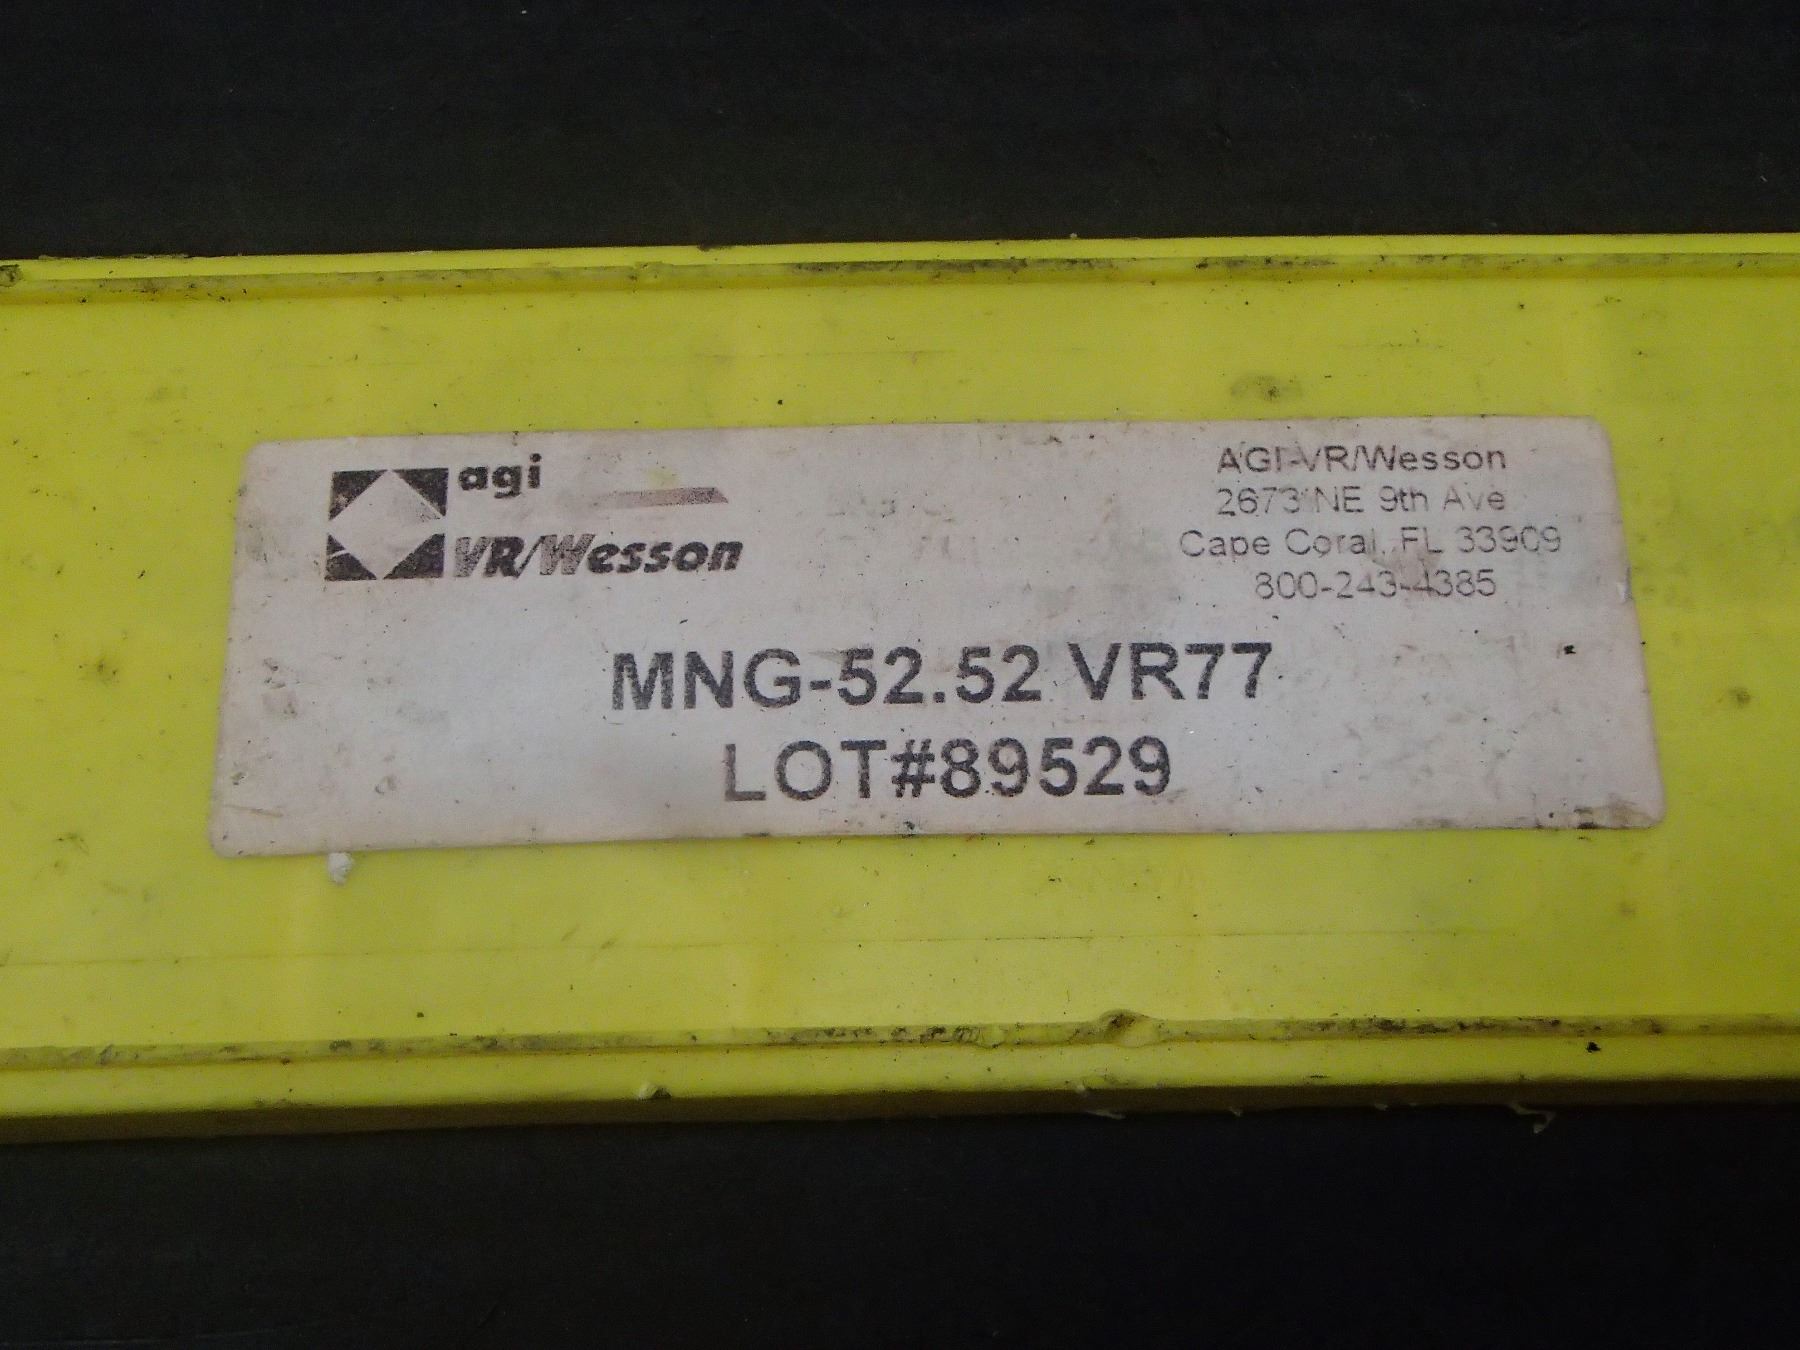 agi
VR/Wesson
AGI-VR/Wesson
2673 NE 9th Ave
Cape Coral, FL 33909
800-243-4385
MNG-52.52 VR77
LOT#89529